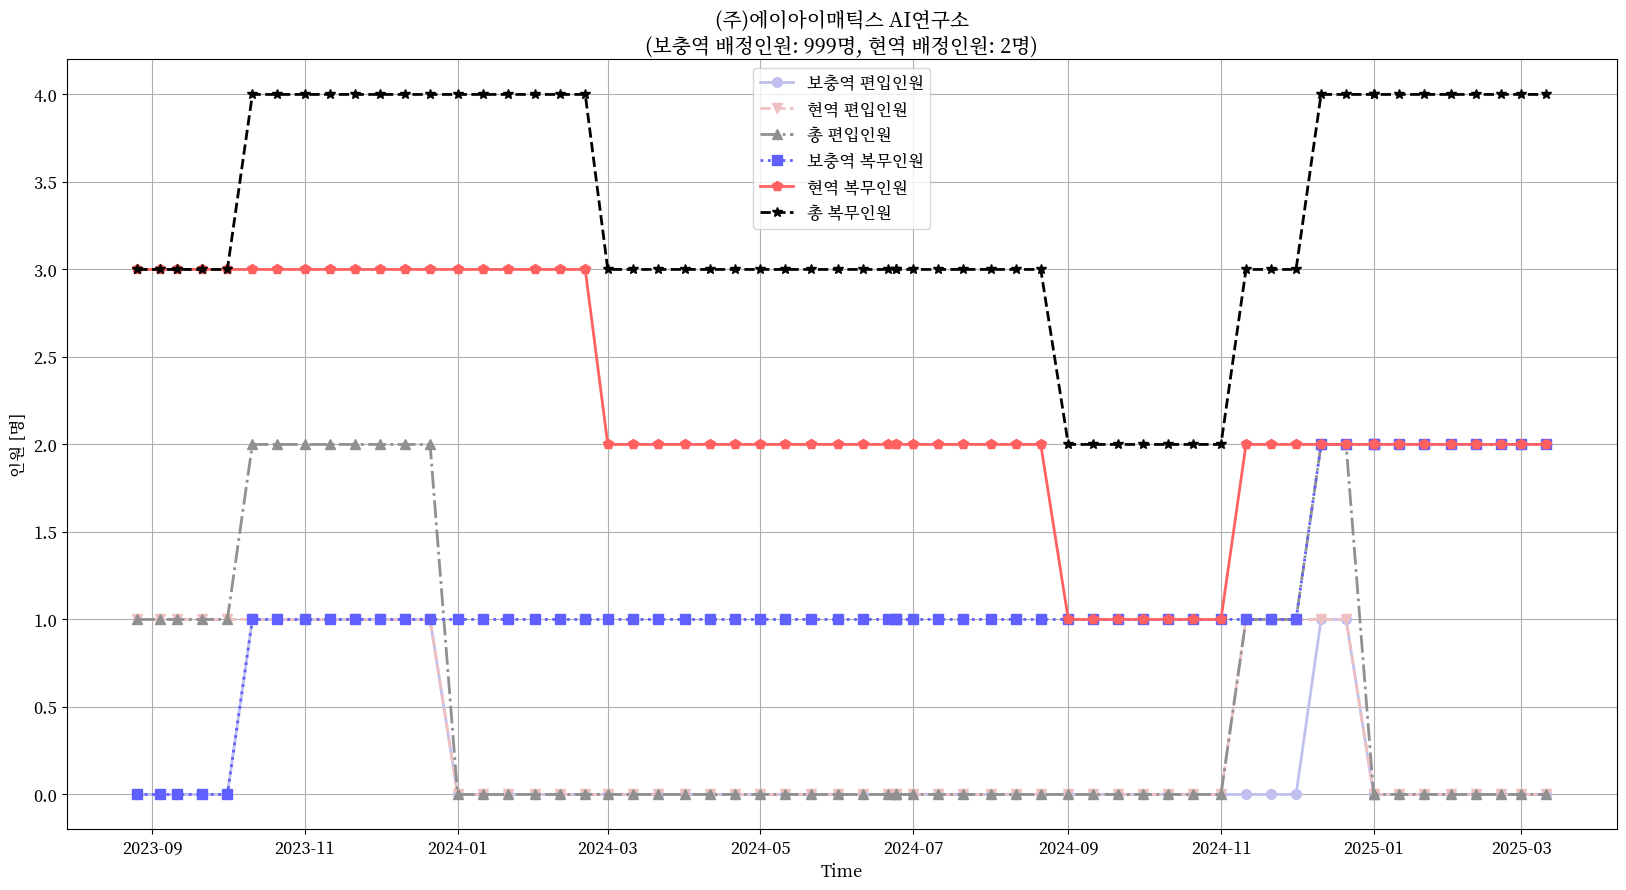 (주)에이아이매틱스 AI연구소
(보충역 배정인원: 999명, 현역 배정인원: 2명)
보충역 편입인원
현역 편입인원
총 편입인원
보충역 복무인원
현역 복무인원
총 복무인원
인원 [명]
4.0
3.5
3.0
2.5
2.0
1.5
1.0
0.5
0.0
2023-09 2023-11 2024-01 2024-03 2024-05 2024-07 2024-09 2024-11 2025-01 2025-03
Time